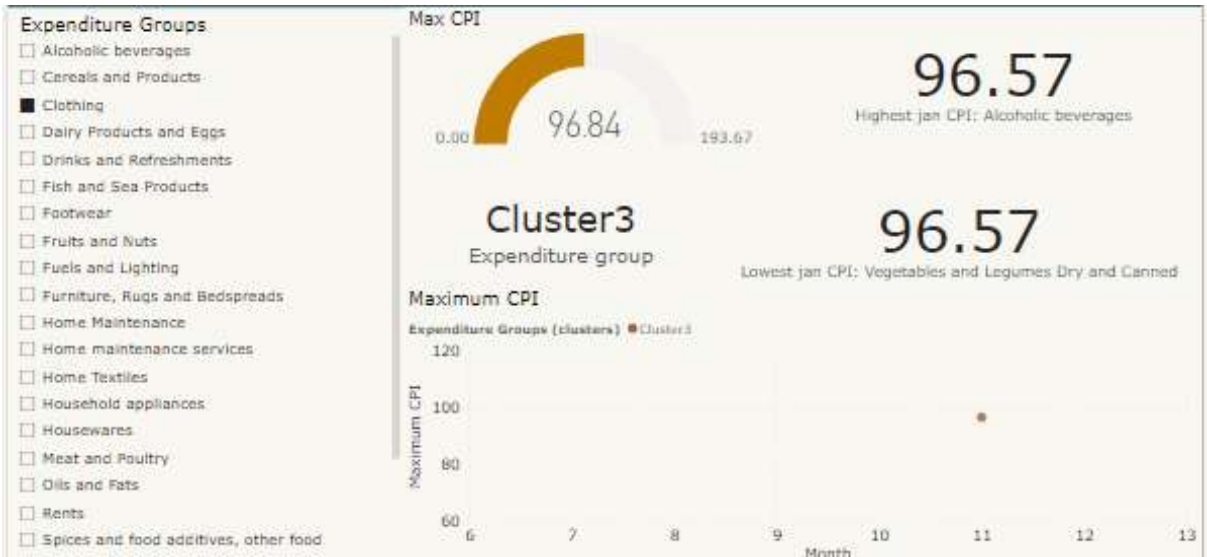 Expenditure Groups
Alcoholic beverages
Cereals and Products
Clothing
Dairy Products and Eggs
Drinks and Refreshments
Fish and Sea Products
Footwear
Fruits and Nuts
Fuels and Lighting
Furniture, Rugs and Bedspreads
Home Maintenance
Home maintenance services
Home Textiles
Household appliances
Housewares
Meat and Poultry
Oils and Fats
Rents
Spices and food additives, other food
Max CPI
96.84
0.00
193.67
96.57
Highest jan CPI: Alcoholic beverages
Cluster3
Expenditure group
96.57
Lowest jan CPI: Vegetables and Legumes Dry and Canned
Maximum CPI
Expenditure Groups (clusters) Cluster3
Maximum CPI
120
100
80
60
6 7 8 9 10 11 12 13
Month